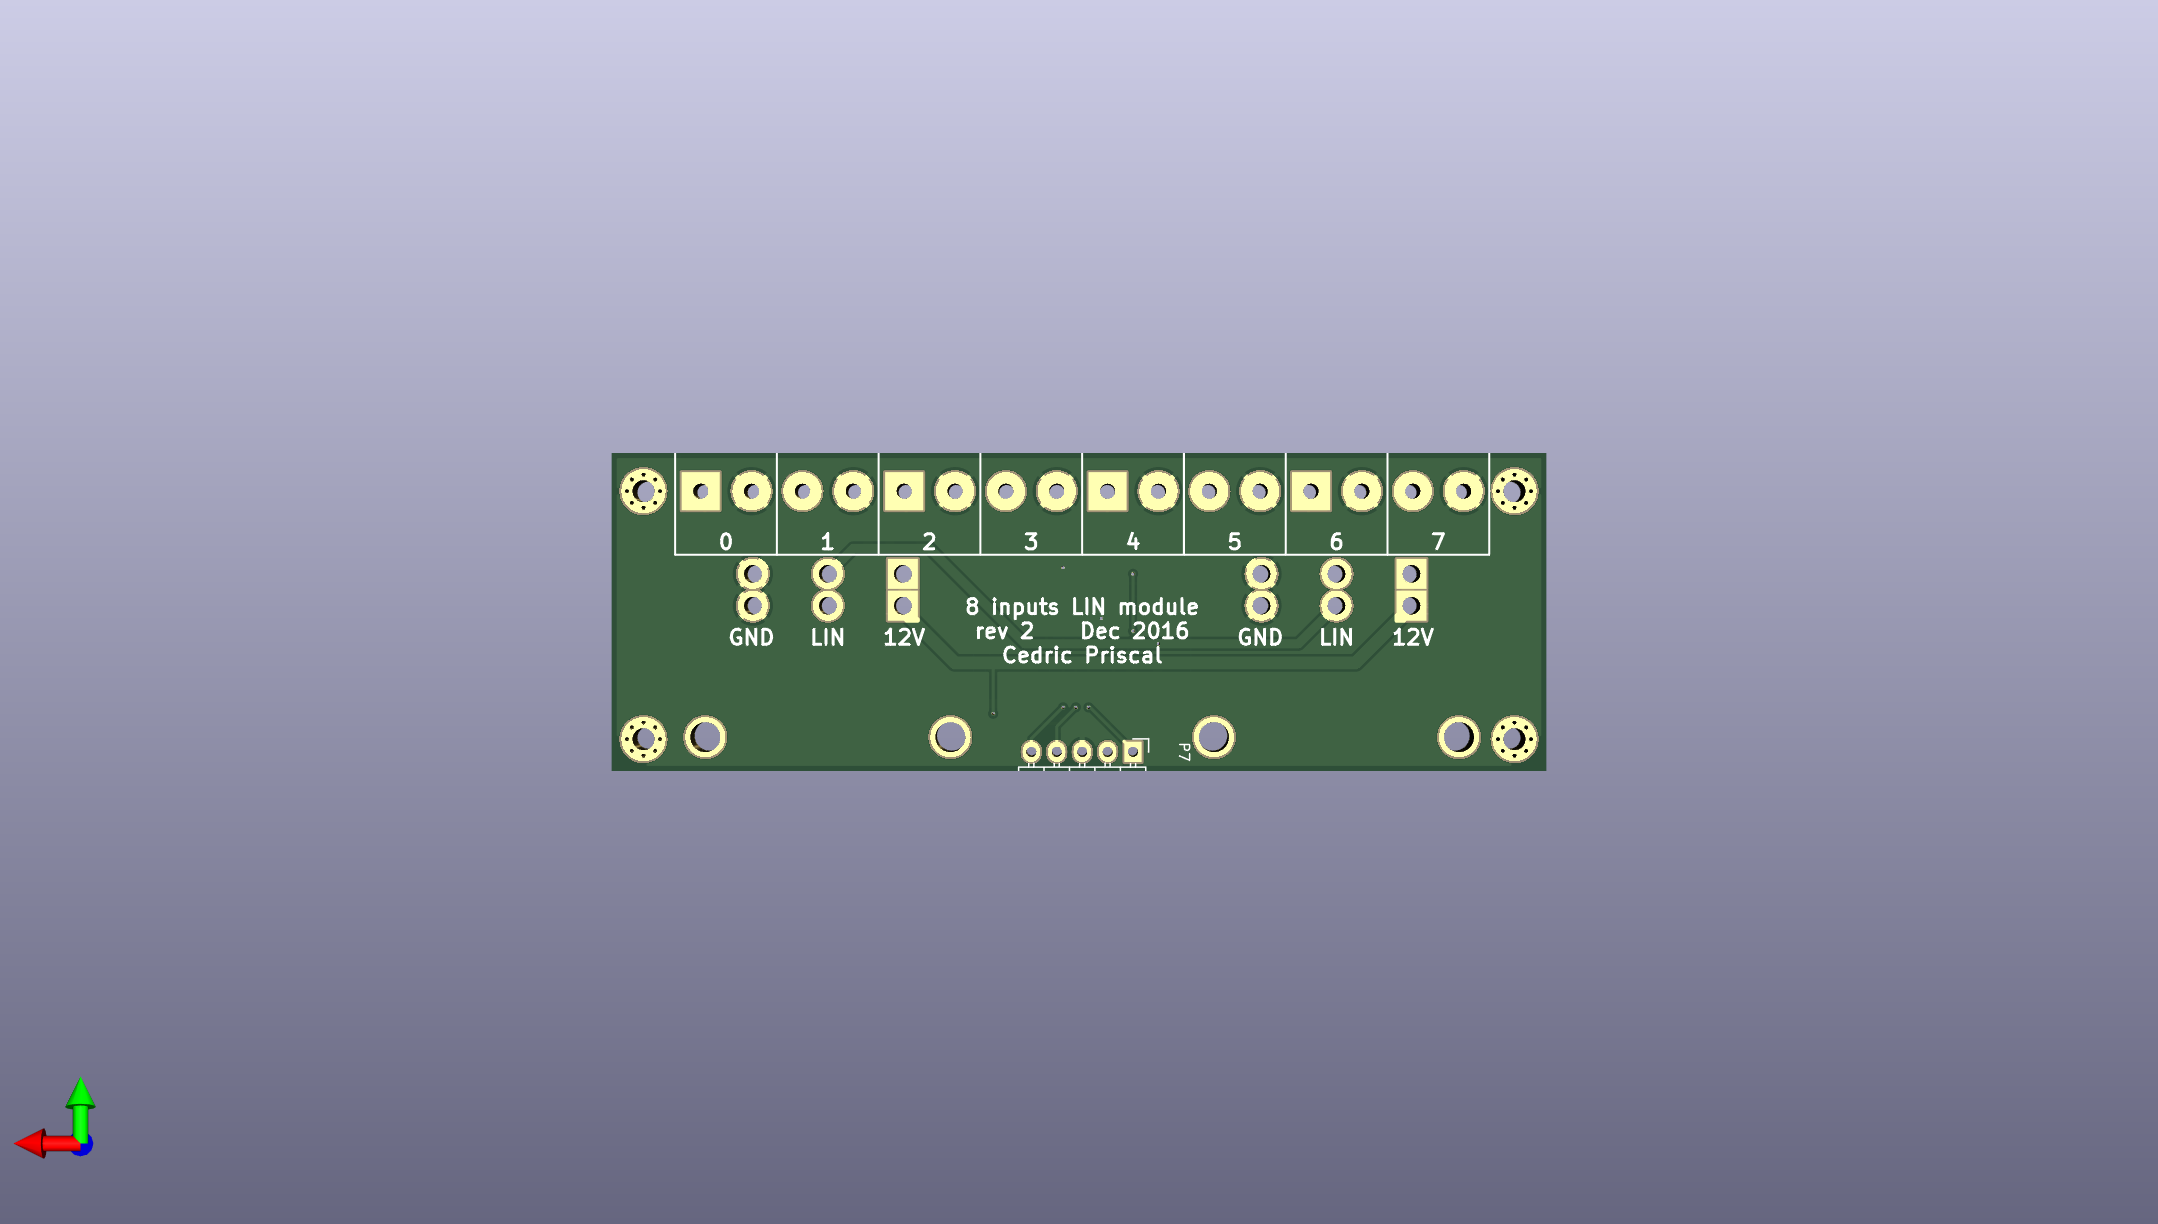 0 1 2 3 4 5 6 7
8 inputs LIN module
rev 2 Dec 2016
Cedric Priscal
GND LIN 12V
GND LIN 12V
P7